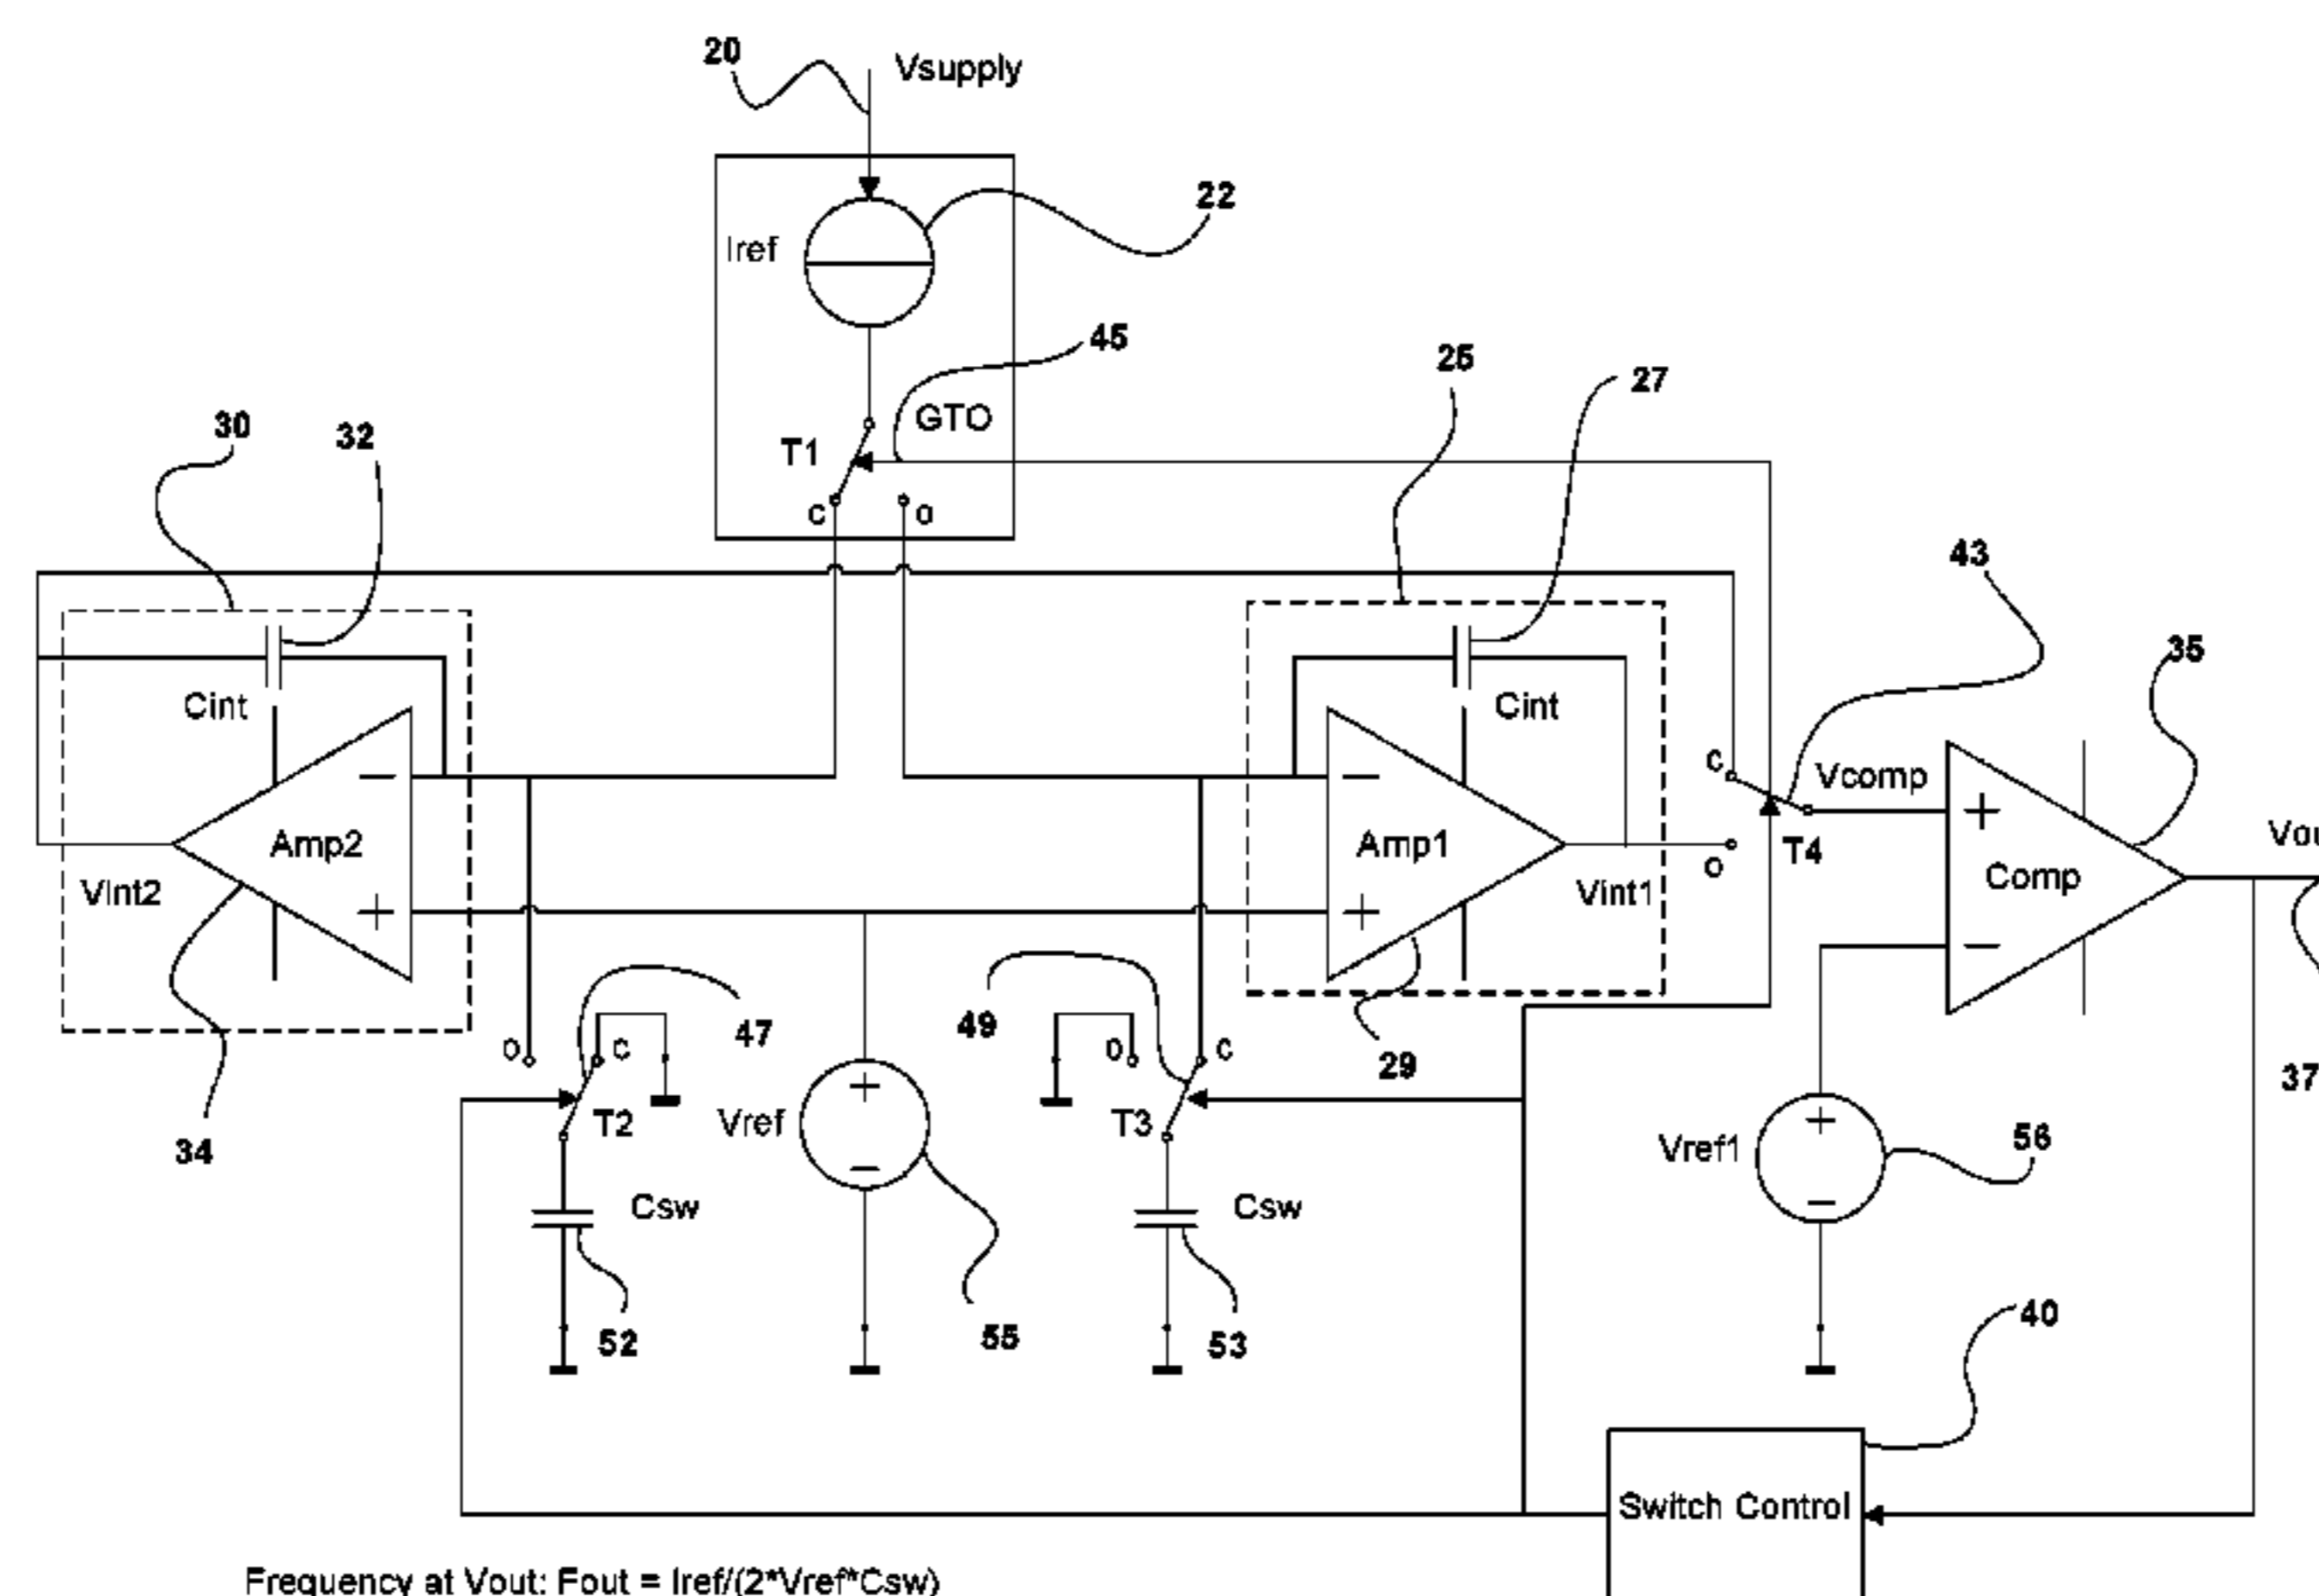 20
Vsupply
22
Iref
45
GTO
T1
c
o
25
27
30
32
43
35
Cint
Cint
c
Vcomp
+
−
Amp2
−
Amp1
T4
o
Comp
VInt2
Vint1
+
+
−
47
49
o
c
o
c
29
37
T2
Vref
+
T3
Vref1
+
56
34
−
−
Csw
Csw
52
55
53
40
Switch Control
Frequency at Vout: Fout = Iref/(2*Vref*Csw)